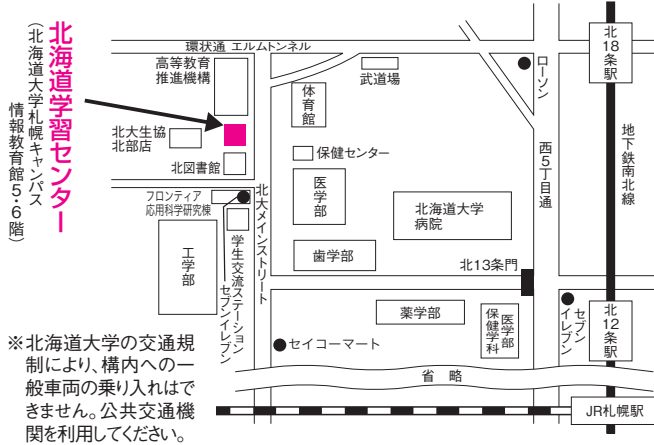 北海道学習センター
(北海道大学札幌キャンパス
情報教育館5・6階)
環状通 エルムトンネル
高等教育
推進機構
北大生協
北部店
北図書館
フロンティア
応用科学研究棟
工学部
学生交流ステーション
セブンイレブン
北大メインストリート
体育館
武道場
保健センター
医学部
北海道大学
病院
歯学部
北13条門
薬学部
医学部
保健学科
セイコーマート
ローソン
西5丁目通
北18条駅
地下鉄南北線
セブン
イレブン
北12条駅
省 略
JR札幌駅
※北海道大学の交通規
制により、構内への一
般車両の乗り入れはで
きません。公共交通機
関を利用してください。